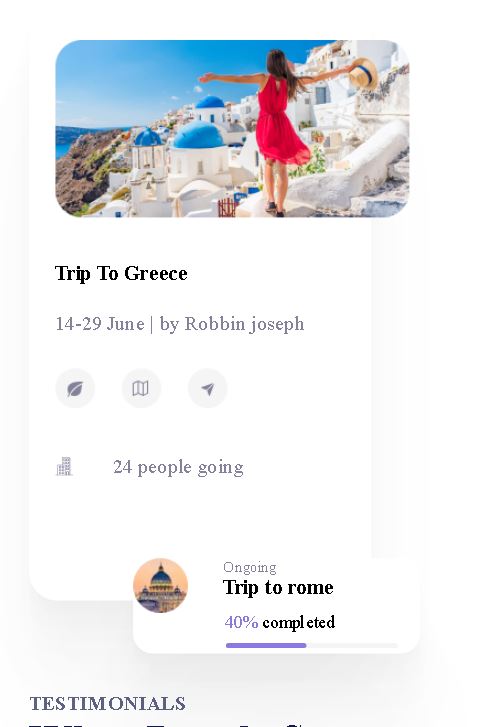 Trip To Greece
14-29 June | by Robbin joseph
24 people going
Ongoing
Trip to rome
40% completed
TESTIMONIALS